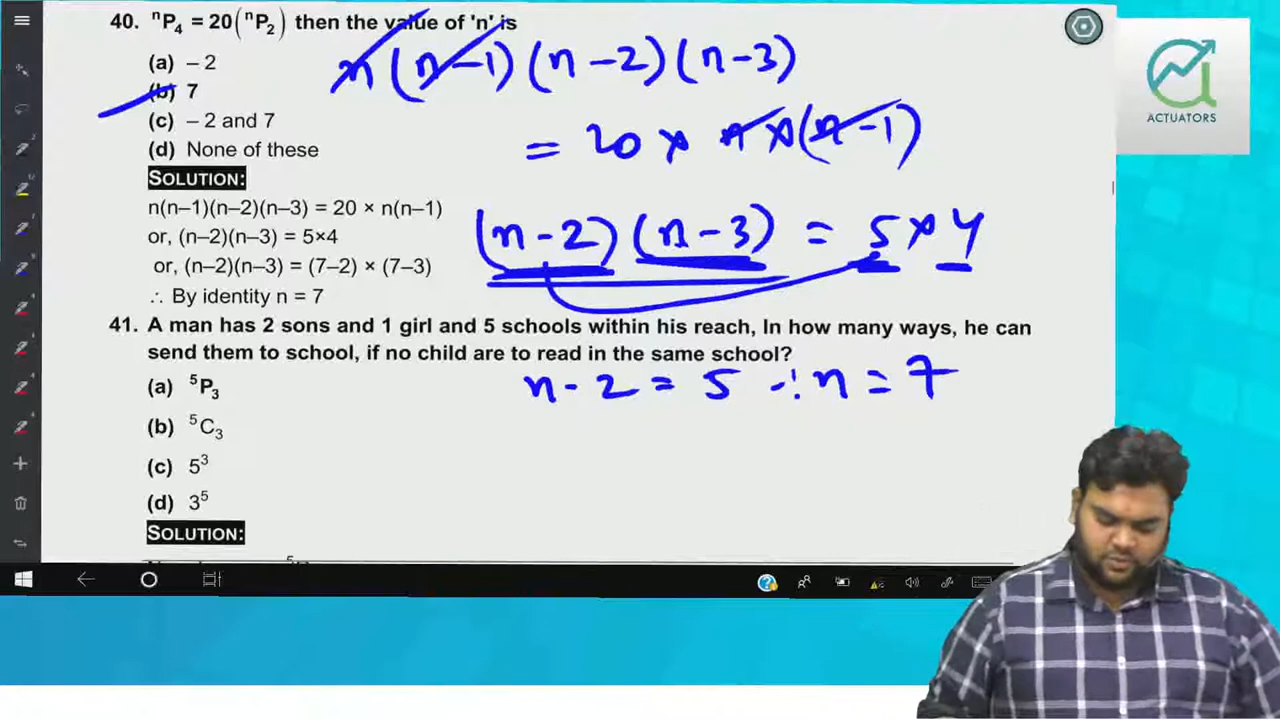 40. ⁿP₄ = 20(ⁿP₂) then the value of 'n' is
n(n-1)(n-2)(n-3)
(a) – 2
(b) 7
= 20 × n × (n-1)
(c) – 2 and 7
(d) None of these
SOLUTION:
n(n–1)(n–2)(n–3) = 20 × n(n–1)
(n-2)(n-3) = 5×4
or, (n–2)(n–3) = 5×4
or, (n–2)(n–3) = (7–2) × (7–3)
∴ By identity n = 7
41. A man has 2 sons and 1 girl and 5 schools within his reach, In how many ways, he can
send them to school, if no child are to read in the same school?
n-2 = 5 ∴ n = 7
(a) ⁵P₃
(b) ⁵C₃
(c) 5³
(d) 3⁵
SOLUTION:
ACTUATORS